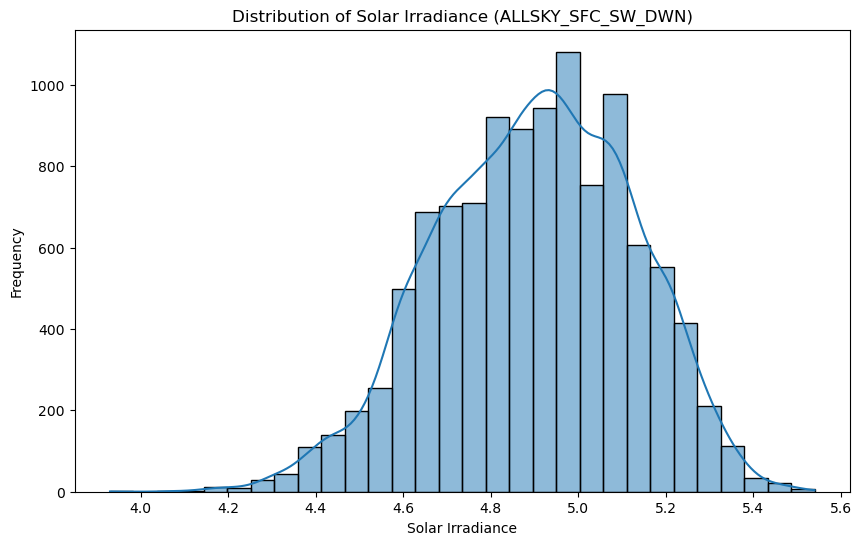 Distribution of Solar Irradiance (ALLSKY_SFC_SW_DWN)
Frequency
1000
800
600
400
200
0
4.0 4.2 4.4 4.6 4.8 5.0 5.2 5.4 5.6
Solar Irradiance